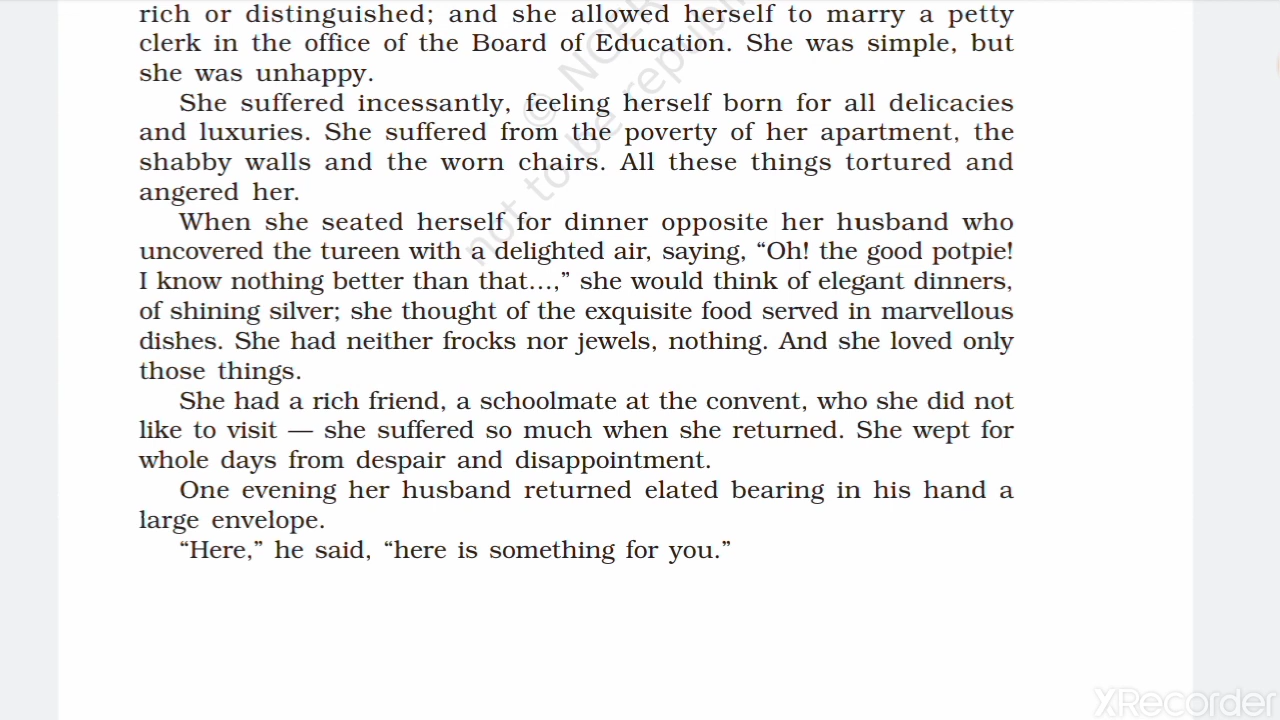 rich or distinguished; and she allowed herself to marry a petty
clerk in the office of the Board of Education. She was simple, but
she was unhappy.
She suffered incessantly, feeling herself born for all delicacies
and luxuries. She suffered from the poverty of her apartment, the
shabby walls and the worn chairs. All these things tortured and
angered her.
When she seated herself for dinner opposite her husband who
uncovered the tureen with a delighted air, saying, “Oh! the good potpie!
I know nothing better than that...,” she would think of elegant dinners,
of shining silver; she thought of the exquisite food served in marvellous
dishes. She had neither frocks nor jewels, nothing. And she loved only
those things.
She had a rich friend, a schoolmate at the convent, who she did not
like to visit — she suffered so much when she returned. She wept for
whole days from despair and disappointment.
One evening her husband returned elated bearing in his hand a
large envelope.
“Here,” he said, “here is something for you.”
© NCER
not to be republ
XRecorder